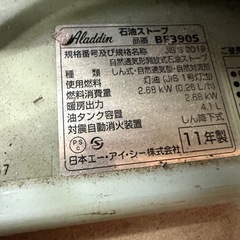 Aladdin 石油ストーブ
品番 BF3905
規格番号及び規格名称 JIS S 2019
自然通気形開放式石油ストーブ
種類 しん式・自然通気形・自然対流形
使用燃料 灯油 (JIS 1号灯油)
燃料消費量 2.68 kW (0.26 L/h)
暖房出力 2.68 kW
油タンク容量 4.1 L
対震自動消火装置 しん降下式
PSC 11年製
日本エー・アイ・シー株式会社